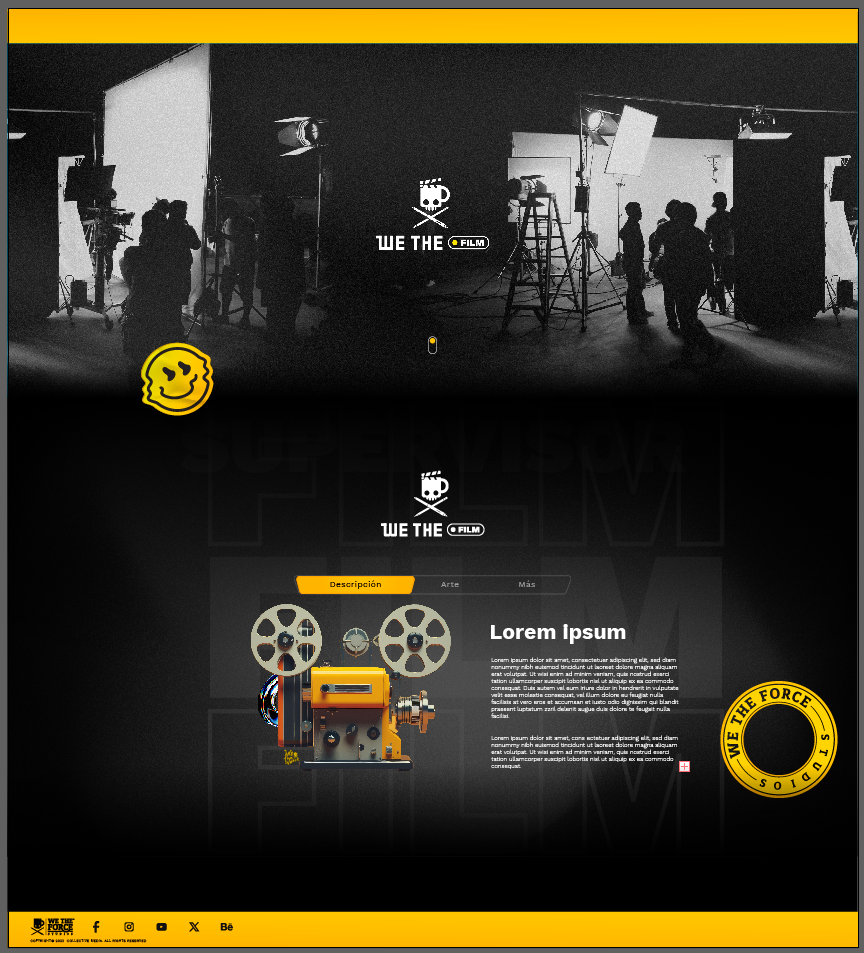 WE THE FILM
SUPERVISOR
FILM
WE THE FILM
Descripción
Arte
Más
FILM
Lorem ipsum
Lorem ipsum dolor sit amet, consectetuer adipiscing elit, sed diam
nonummy nibh euismod tincidunt ut laoreet dolore magna aliquam
erat volutpat. Ut wisi enim ad minim veniam, quis nostrud exerci
tation ullamcorper suscipit lobortis nisl ut aliquip ex ea commodo
consequat. Duis autem vel eum iriure dolor in hendrerit in vulputate
velit esse molestie consequat, vel illum dolore eu feugiat nulla
facilisis at vero eros et accumsan et iusto odio dignissim qui blandit
praesent luptatum zzril delenit augue duis dolore te feugait nulla
facilisi.
Lorem ipsum dolor sit amet, cons ectetuer adipiscing elit, sed diam
nonummy nibh euismod tincidunt ut laoreet dolore magna aliquam
erat volutpat. Ut wisi enim ad minim veniam, quis nostrud exerci
tation ullamcorper suscipit lobortis nisl ut aliquip ex ea commodo
consequat.
WE THE FORCE
STUDIOS
FILM
WE THE
FORCE
STUDIOS
Bē
COPYRIGHT© 2023 COLLECTIVE MEDIA. ALL RIGHTS RESERVED